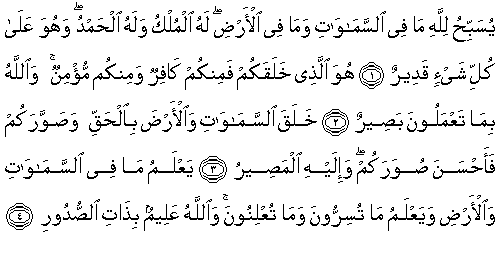 يُسَبِّحُ لِلَّهِ مَا فِى ٱلسَّمَـٰوَٰتِ وَمَا فِى ٱلْأَرْضِ ۖ لَهُ ٱلْمُلْكُ وَلَهُ ٱلْحَمْدُ ۖ وَهُوَ عَلَىٰ
كُلِّ شَىْءٍ قَدِيرٌ ﴿١﴾ هُوَ ٱلَّذِى خَلَقَكُمْ فَمِنكُمْ كَافِرٌ وَمِنكُم مُّؤْمِنٌ ۚ وَٱللَّهُ
بِمَا تَعْمَلُونَ بَصِيرٌ ﴿٢﴾ خَلَقَ ٱلسَّمَـٰوَٰتِ وَٱلْأَرْضَ بِٱلْحَقِّ وَصَوَّرَكُمْ
فَأَحْسَنَ صُوَرَكُمْ ۖ وَإِلَيْهِ ٱلْمَصِيرُ ﴿٣﴾ يَعْلَمُ مَا فِى ٱلسَّمَـٰوَٰتِ
وَٱلْأَرْضِ وَيَعْلَمُ مَا تُسِرُّونَ وَمَا تُعْلِنُونَ ۚ وَٱللَّهُ عَلِيمٌۢ بِذَاتِ ٱلصُّدُورِ ﴿٤﴾